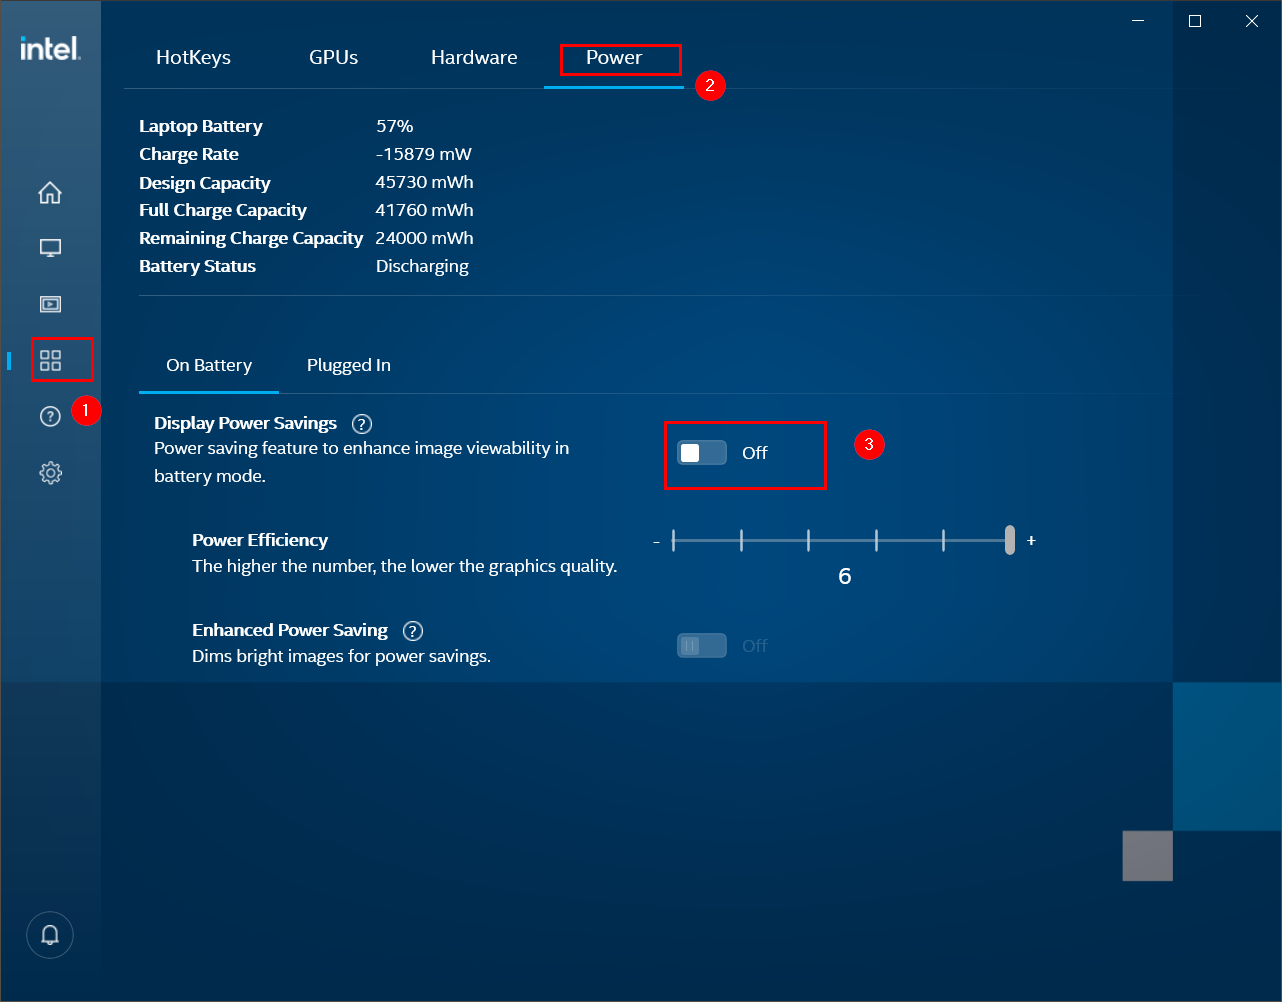 intel.
HotKeys GPUs Hardware Power
2
Laptop Battery 57%
Charge Rate -15879 mW
Design Capacity 45730 mWh
Full Charge Capacity 41760 mWh
Remaining Charge Capacity 24000 mWh
Battery Status Discharging
On Battery Plugged In
1
Display Power Savings ?
Power saving feature to enhance image viewability in
battery mode.
Off 3
Power Efficiency
The higher the number, the lower the graphics quality.
- +
6
Enhanced Power Saving ?
Dims bright images for power savings.
Off